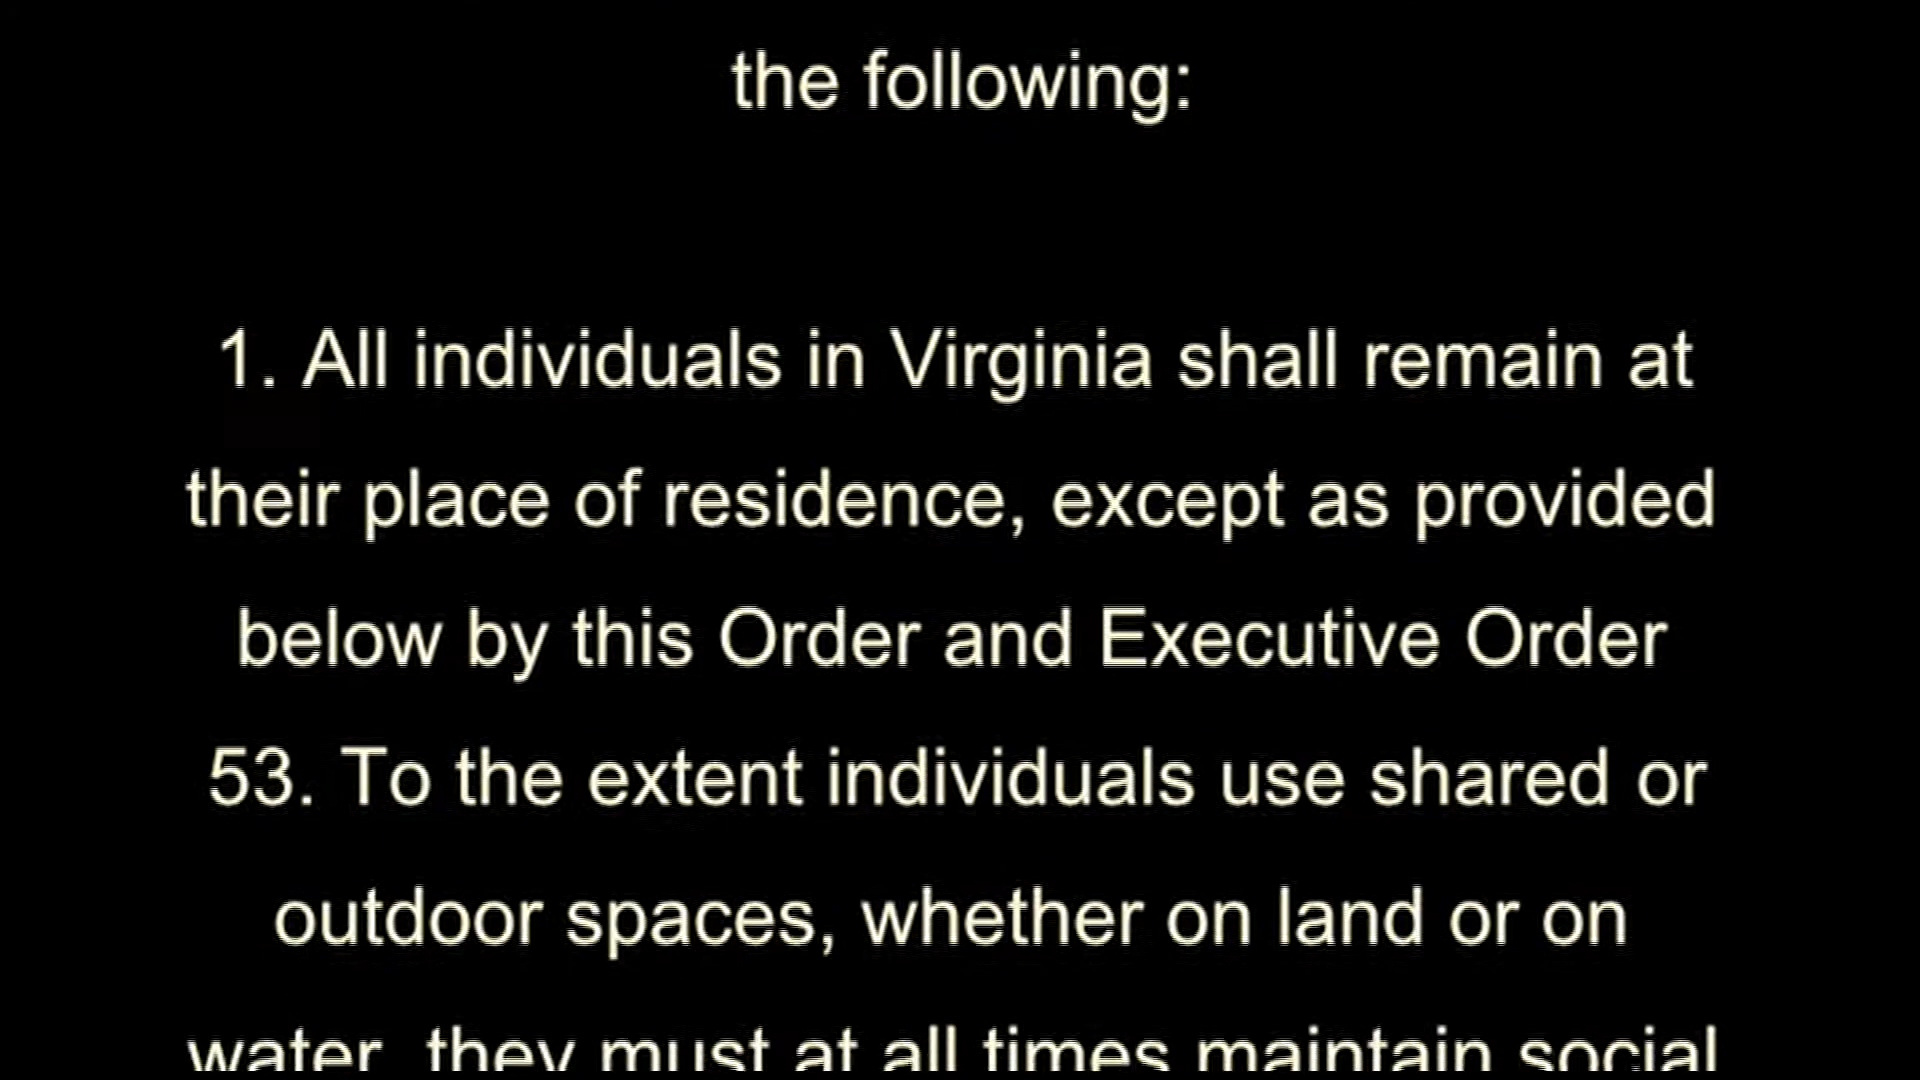 the following:
1. All individuals in Virginia shall remain at
their place of residence, except as provided
below by this Order and Executive Order
53. To the extent individuals use shared or
outdoor spaces, whether on land or on
water, they must at all times maintain social